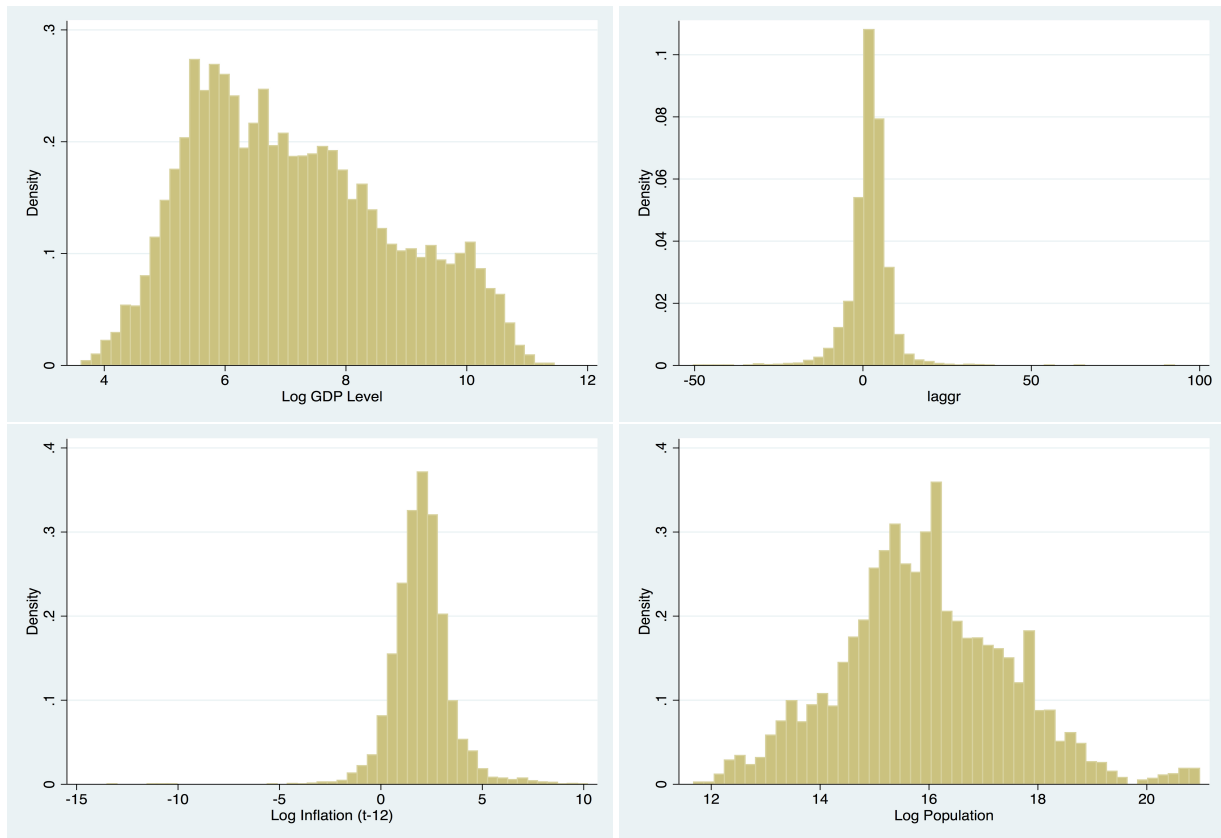 Density
0 .1 .2 .3
4 6 8 10 12
Log GDP Level
Density
0 .02 .04 .06 .08 .1
-50 0 50 100
laggr
Density
0 .1 .2 .3 .4
-15 -10 -5 0 5 10
Log Inflation (t-12)
Density
0 .1 .2 .3 .4
12 14 16 18 20
Log Population